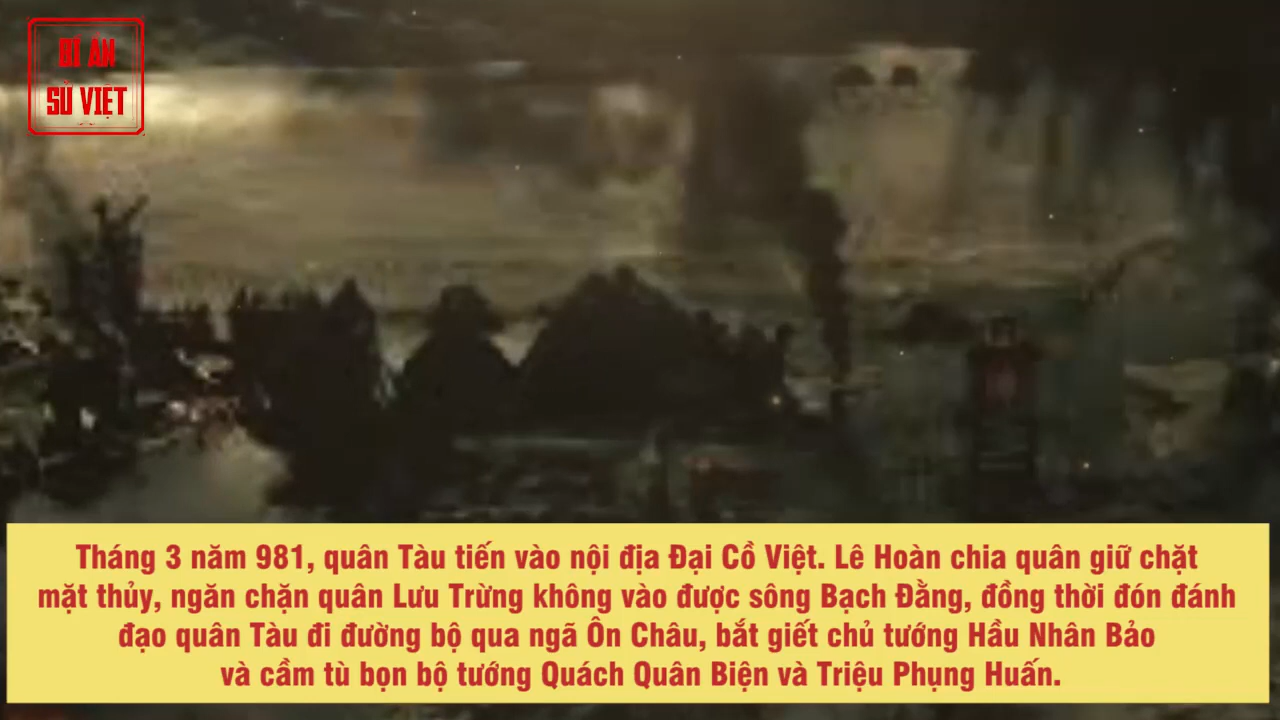 BÍ ẨN
SỬ VIỆT
Tháng 3 năm 981, quân Tàu tiến vào nội địa Đại Cồ Việt. Lê Hoàn chia quân giữ chặt
mặt thủy, ngăn chặn quân Lưu Trừng không vào được sông Bạch Đằng, đồng thời đón đánh
đạo quân Tàu đi đường bộ qua ngã Ôn Châu, bắt giết chủ tướng Hầu Nhân Bảo
và cầm tù bọn bộ tướng Quách Quân Biện và Triệu Phụng Huấn.